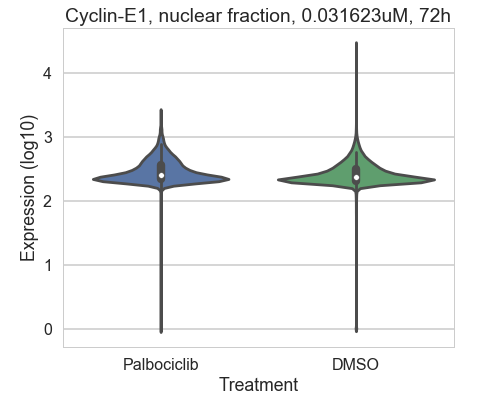 Cyclin-E1, nuclear fraction, 0.031623uM, 72h
Expression (log10)
4
3
2
1
0
Palbociclib
DMSO
Treatment